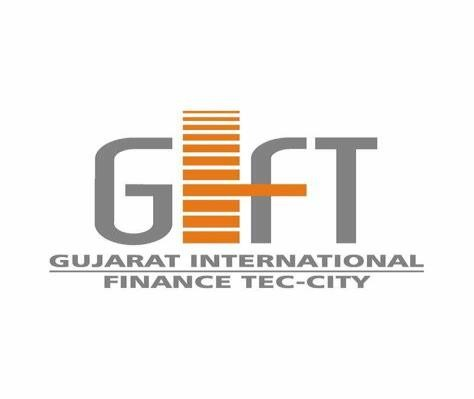 GIFT
GUJARAT INTERNATIONAL
FINANCE TEC-CITY